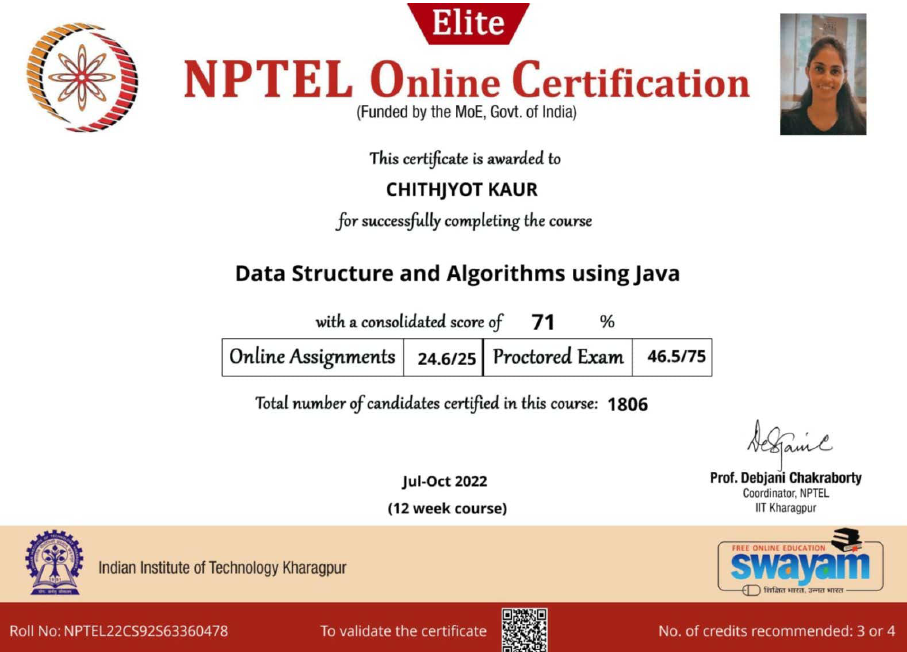 Elite
NPTEL Online Certification
(Funded by the MoE, Govt. of India)
This certificate is awarded to
CHITHJYOT KAUR
for successfully completing the course
Data Structure and Algorithms using Java
with a consolidated score of 71 %
Online Assignments 24.6/25 Proctored Exam 46.5/75
Total number of candidates certified in this course: 1806
Jul-Oct 2022
(12 week course)
Prof. Debjani Chakraborty
Coordinator, NPTEL
IIT Kharagpur
Indian Institute of Technology Kharagpur
FREE ONLINE EDUCATION
swayam
शिक्षित भारत, उन्नत भारत
Roll No: NPTEL22CS92S63360478
To validate the certificate
No. of credits recommended: 3 or 4